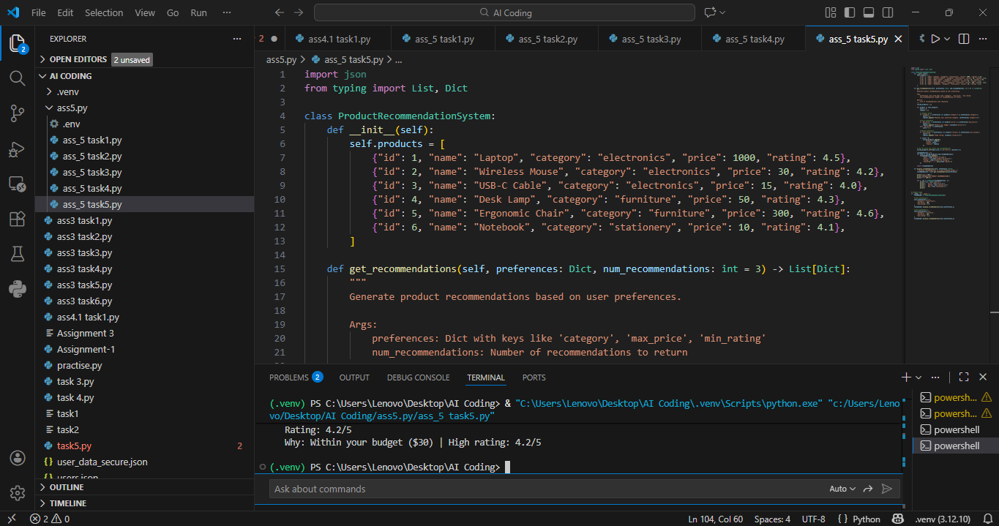 File Edit Selection View Go Run ··· AI Coding
EXPLORER ···
OPEN EDITORS 2 unsaved
AI CODING
.venv
ass5.py
.env
ass_5 task1.py
ass_5 task2.py
ass_5 task3.py
ass_5 task4.py
ass_5 task5.py
ass3 task1.py
ass3 task2.py
ass3 task3.py
ass3 task4.py
ass3 task5.py
ass3 task6.py
ass4.1 task1.py
Assignment 3
Assignment-1
practise.py
task 3.py
task 4.py
task1
task2
task5.py 2
user_data_secure.json
users.json
OUTLINE
TIMELINE
2 ass4.1 task1.py ass_5 task1.py ass_5 task2.py ass_5 task3.py ass_5 task4.py ass_5 task5.py
ass5.py > ass_5 task5.py > ...
1 import json
2 from typing import List, Dict
3
4 class ProductRecommendationSystem:
5 def __init__(self):
6 self.products = [
7 {"id": 1, "name": "Laptop", "category": "electronics", "price": 1000, "rating": 4.5},
8 {"id": 2, "name": "Wireless Mouse", "category": "electronics", "price": 30, "rating": 4.2},
9 {"id": 3, "name": "USB-C Cable", "category": "electronics", "price": 15, "rating": 4.0},
10 {"id": 4, "name": "Desk Lamp", "category": "furniture", "price": 50, "rating": 4.3},
11 {"id": 5, "name": "Ergonomic Chair", "category": "furniture", "price": 300, "rating": 4.6},
12 {"id": 6, "name": "Notebook", "category": "stationery", "price": 10, "rating": 4.1},
13 ]
14
15 def get_recommendations(self, preferences: Dict, num_recommendations: int = 3) -> List[Dict]:
16 """
17 Generate product recommendations based on user preferences.
18
19 Args:
20 preferences: Dict with keys like 'category', 'max_price', 'min_rating'
21 num_recommendations: Number of recommendations to return
PROBLEMS 2 OUTPUT DEBUG CONSOLE TERMINAL PORTS
(.venv) PS C:\Users\Lenovo\Desktop\AI Coding> & "C:\Users\Lenovo\Desktop\AI Coding\.venv\Scripts\python.exe" "c:/Users/Leno
vo/Desktop/AI Coding/ass5.py/ass_5 task5.py"
Rating: 4.2/5
Why: Within your budget ($30) | High rating: 4.2/5
(.venv) PS C:\Users\Lenovo\Desktop\AI Coding>
powersh...
powersh...
powershell
powershell
Ask about commands Auto
2 0 Ln 104, Col 60 Spaces: 4 UTF-8 { } Python .venv (3.12.10)